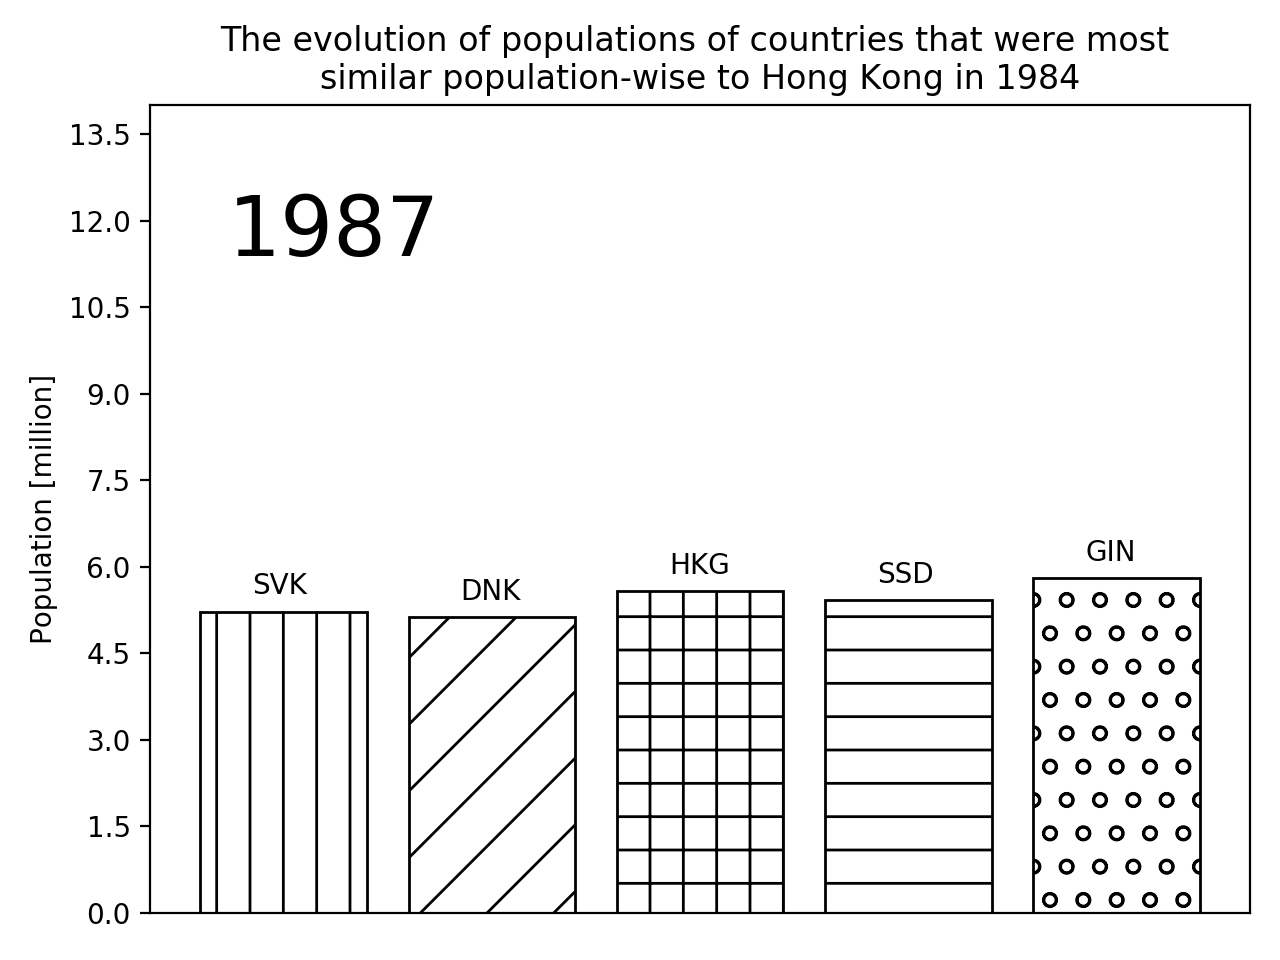 The evolution of populations of countries that were most
similar population-wise to Hong Kong in 1984
13.5
12.0
10.5
9.0
7.5
6.0
4.5
3.0
1.5
0.0
Population [million]
1987
SVK
DNK
HKG
SSD
GIN